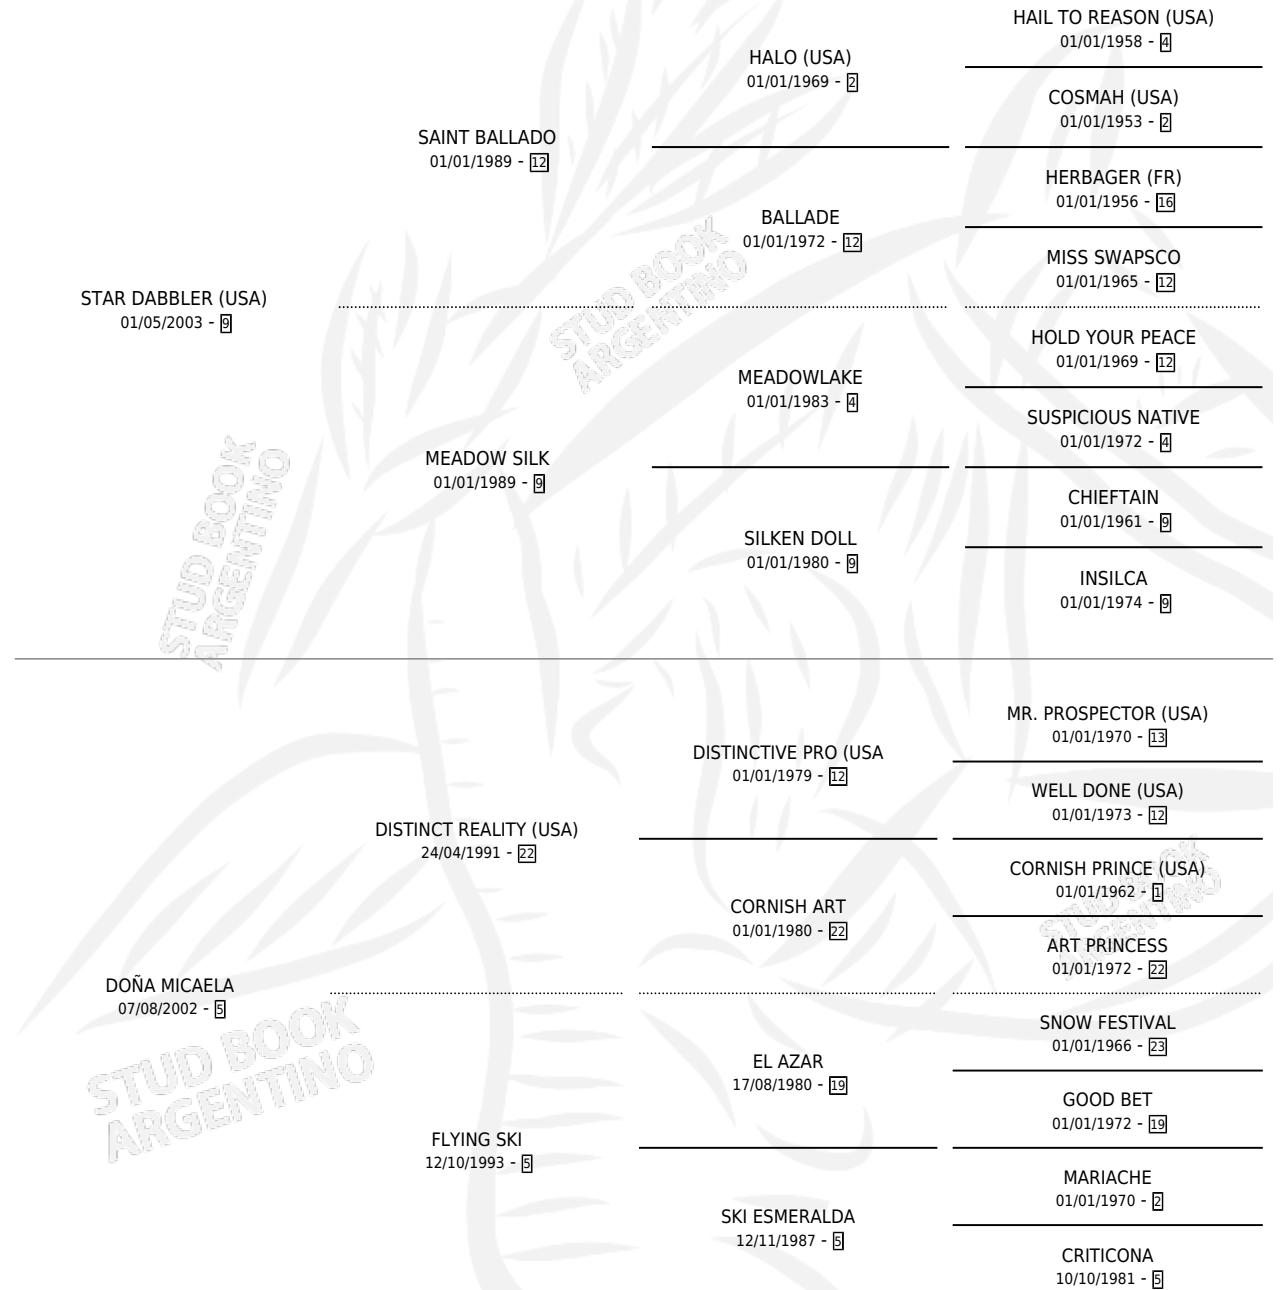 HAIL TO REASON (USA)
01/01/1958 - 4
HALO (USA)
01/01/1969 - 2
COSMAH (USA)
01/01/1953 - 2
SAINT BALLADO
01/01/1989 - 12
HERBAGER (FR)
01/01/1956 - 16
BALLADE
01/01/1972 - 12
MISS SWAPSCO
01/01/1965 - 12
STAR DABBLER (USA)
01/05/2003 - 9
HOLD YOUR PEACE
01/01/1969 - 12
MEADOWLAKE
01/01/1983 - 4
SUSPICIOUS NATIVE
01/01/1972 - 4
MEADOW SILK
01/01/1989 - 9
CHIEFTAIN
01/01/1961 - 9
SILKEN DOLL
01/01/1980 - 9
INSILCA
01/01/1974 - 9
MR. PROSPECTOR (USA)
01/01/1970 - 13
DISTINCTIVE PRO (USA
01/01/1979 - 12
WELL DONE (USA)
01/01/1973 - 12
DISTINCT REALITY (USA)
24/04/1991 - 22
CORNISH PRINCE (USA)
01/01/1962 - 1
CORNISH ART
01/01/1980 - 22
ART PRINCESS
01/01/1972 - 22
DOÑA MICAELA
07/08/2002 - 5
SNOW FESTIVAL
01/01/1966 - 23
EL AZAR
17/08/1980 - 19
GOOD BET
01/01/1972 - 19
FLYING SKI
12/10/1993 - 5
MARIACHE
01/01/1970 - 2
SKI ESMERALDA
12/11/1987 - 5
CRITICONA
10/10/1981 - 5
STUD BOOK
ARGENTINO
STUD BOOK
ARGENTINO
STUD BOOK
ARGENTINO
STUD BOOK
ARGENTINO